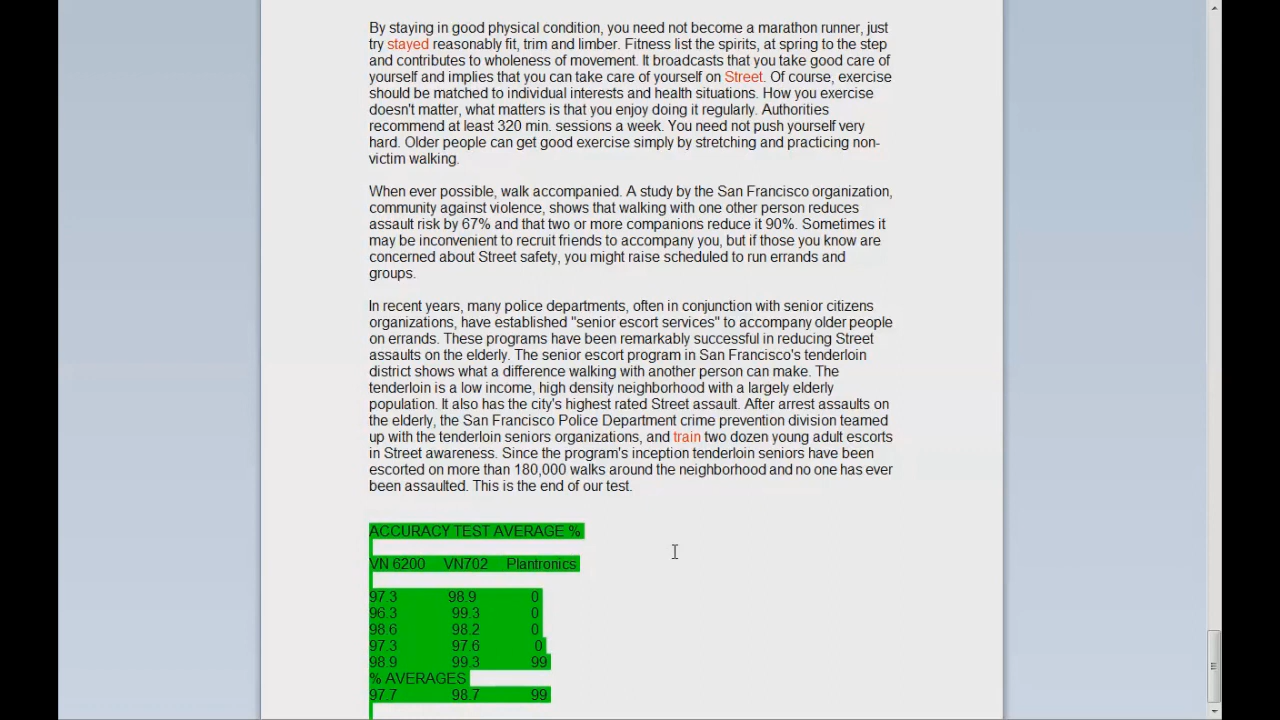 By staying in good physical condition, you need not become a marathon runner, just
try stayed reasonably fit, trim and limber. Fitness list the spirits, at spring to the step
and contributes to wholeness of movement. It broadcasts that you take good care of
yourself and implies that you can take care of yourself on Street. Of course, exercise
should be matched to individual interests and health situations. How you exercise
doesn't matter, what matters is that you enjoy doing it regularly. Authorities
recommend at least 320 min. sessions a week. You need not push yourself very
hard. Older people can get good exercise simply by stretching and practicing non-
victim walking.
When ever possible, walk accompanied. A study by the San Francisco organization,
community against violence, shows that walking with one other person reduces
assault risk by 67% and that two or more companions reduce it 90%. Sometimes it
may be inconvenient to recruit friends to accompany you, but if those you know are
concerned about Street safety, you might raise scheduled to run errands and
groups.
In recent years, many police departments, often in conjunction with senior citizens
organizations, have established "senior escort services" to accompany older people
on errands. These programs have been remarkably successful in reducing Street
assaults on the elderly. The senior escort program in San Francisco's tenderloin
district shows what a difference walking with another person can make. The
tenderloin is a low income, high density neighborhood with a largely elderly
population. It also has the city's highest rated Street assault. After arrest assaults on
the elderly, the San Francisco Police Department crime prevention division teamed
up with the tenderloin seniors organizations, and train two dozen young adult escorts
in Street awareness. Since the program's inception tenderloin seniors have been
escorted on more than 180,000 walks around the neighborhood and no one has ever
been assaulted. This is the end of our test.
ACCURACY TEST AVERAGE %
VN 6200 VN702 Plantronics
97.3 98.9 0
96.3 99.3 0
98.6 98.2 0
97.3 97.6 0
98.9 99.3 99
% AVERAGES
97.7 98.7 99